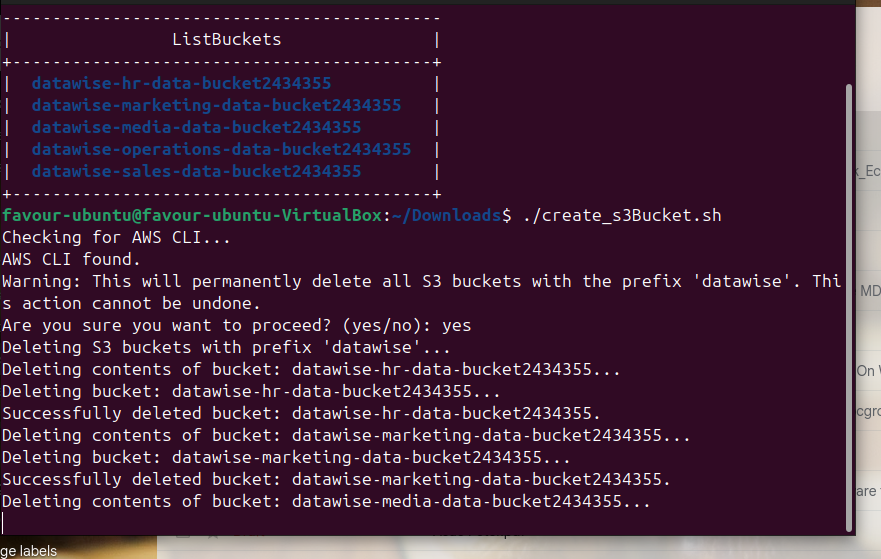 -------------------------------------------
|                ListBuckets               |
+------------------------------------------+
|  datawise-hr-data-bucket2434355          |
|  datawise-marketing-data-bucket2434355   |
|  datawise-media-data-bucket2434355       |
|  datawise-operations-data-bucket2434355  |
|  datawise-sales-data-bucket2434355       |
+------------------------------------------+
favour-ubuntu@favour-ubuntu-VirtualBox:~/Downloads$ ./create_s3Bucket.sh
Checking for AWS CLI...
AWS CLI found.
Warning: This will permanently delete all S3 buckets with the prefix 'datawise'. Thi
s action cannot be undone.
Are you sure you want to proceed? (yes/no): yes
Deleting S3 buckets with prefix 'datawise'...
Deleting contents of bucket: datawise-hr-data-bucket2434355...
Deleting bucket: datawise-hr-data-bucket2434355...
Successfully deleted bucket: datawise-hr-data-bucket2434355.
Deleting contents of bucket: datawise-marketing-data-bucket2434355...
Deleting bucket: datawise-marketing-data-bucket2434355...
Successfully deleted bucket: datawise-marketing-data-bucket2434355.
Deleting contents of bucket: datawise-media-data-bucket2434355...
k_Ec
MD
On W
cgro
are
ge labels